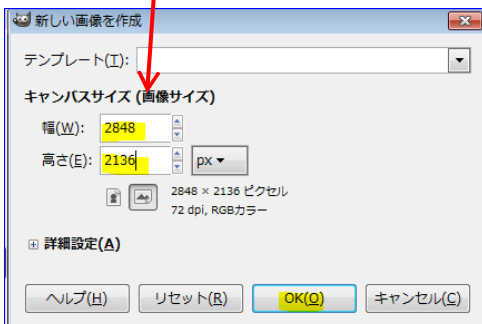 新しい画像を作成
テンプレート(T):
キャンバスサイズ (画像サイズ)
幅(W): 2848
高さ(E): 2136 px
2848 × 2136 ピクセル
72 dpi, RGBカラー
詳細設定(A)
ヘルプ(H) リセット(R) OK(O) キャンセル(C)